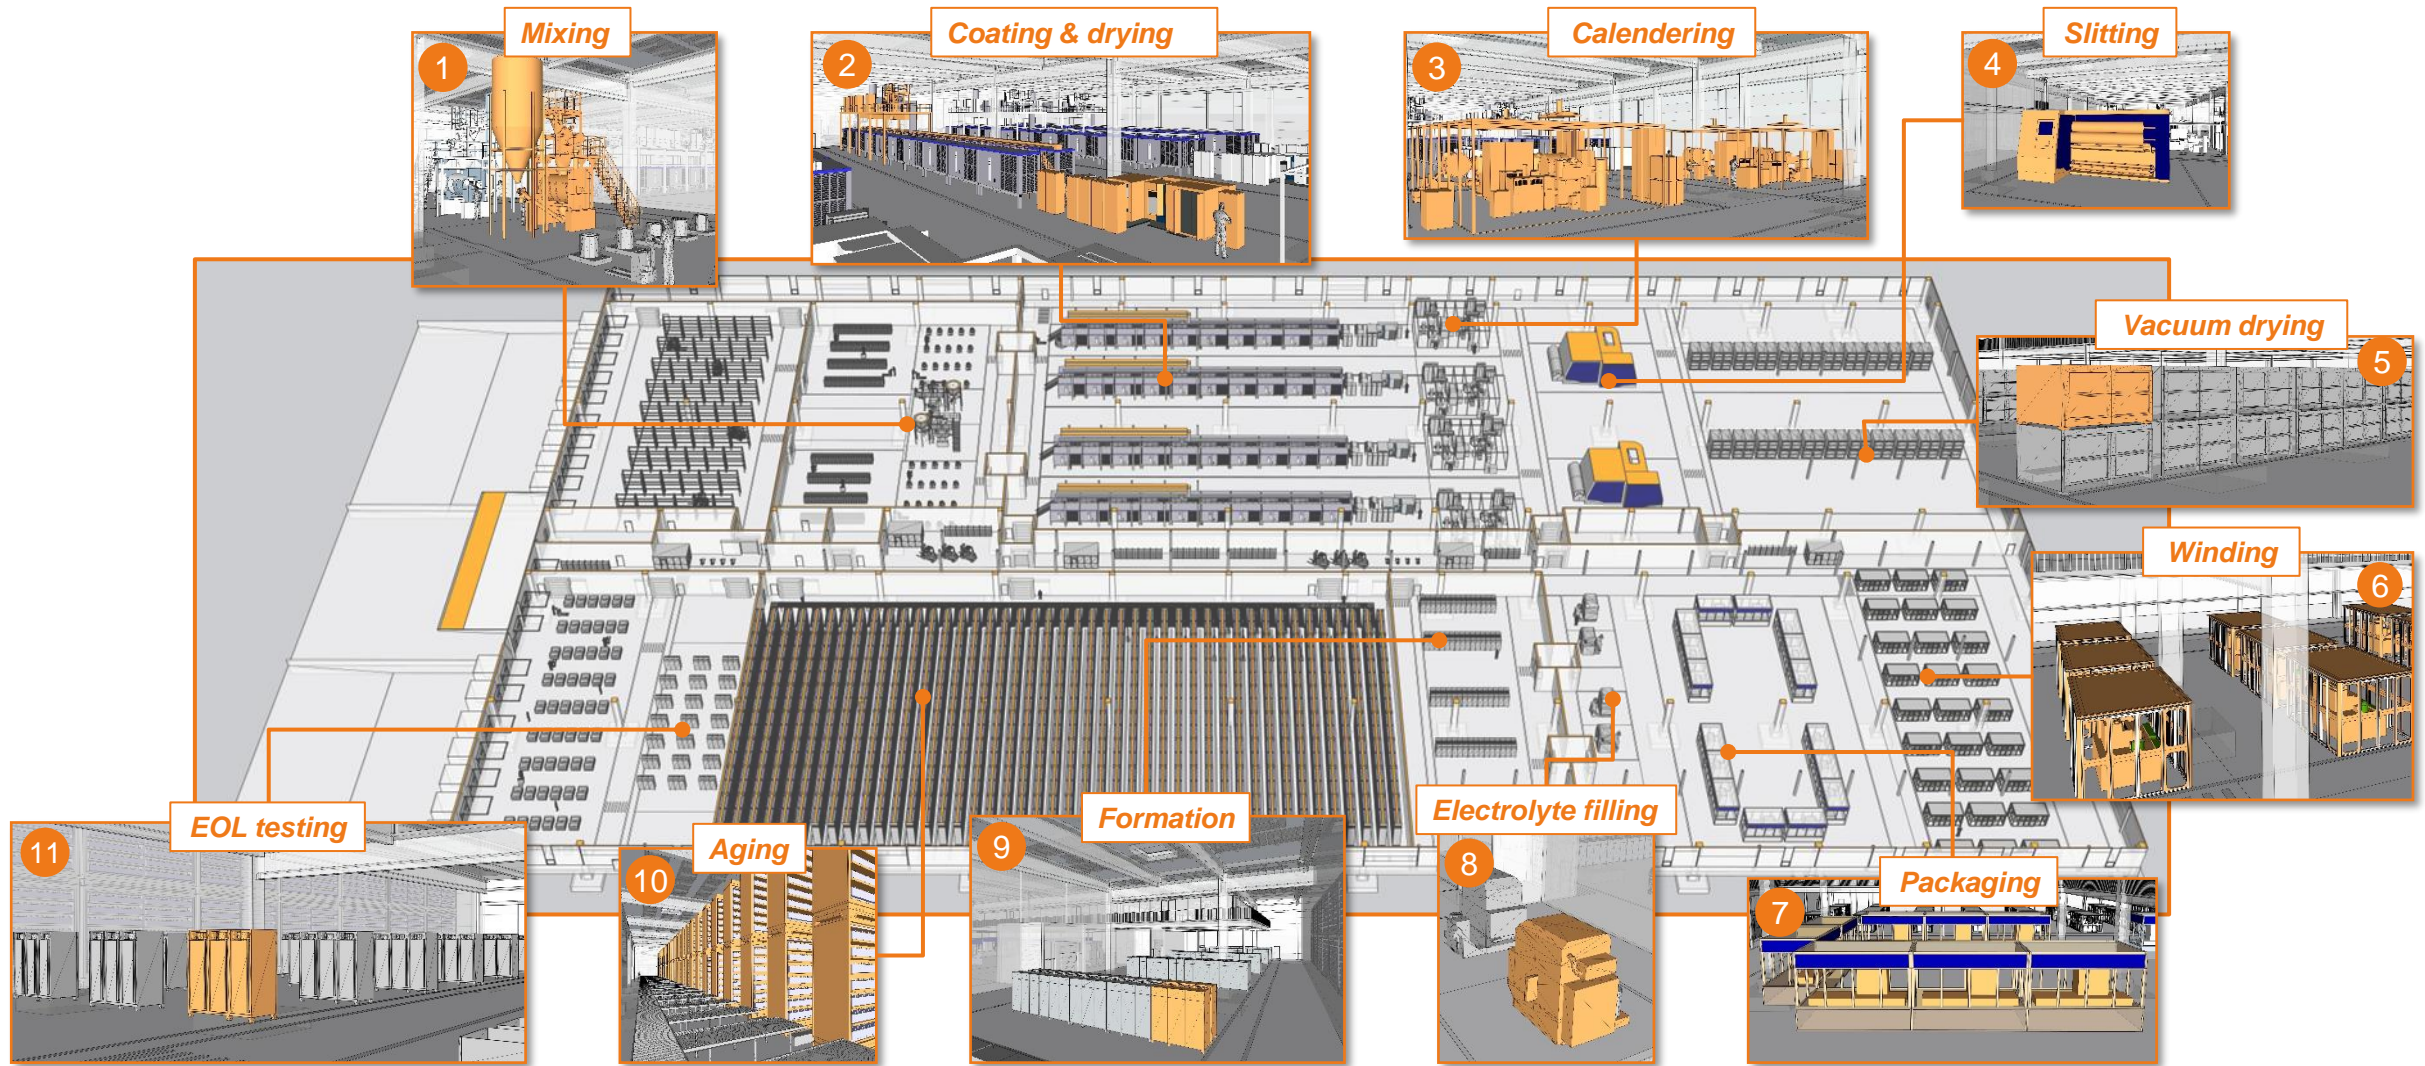 1
Mixing
2
Coating & drying
3
Calendering
4
Slitting
Vacuum drying
5
Winding
6
Packaging
7
Electrolyte filling
8
Formation
9
Aging
10
EOL testing
11